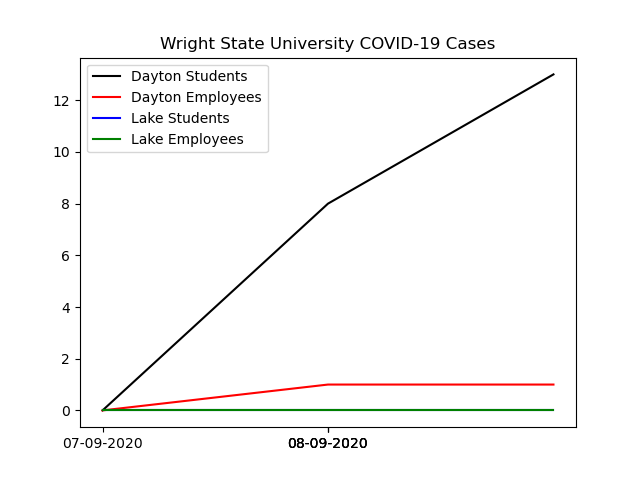 Wright State University COVID-19 Cases
Dayton Students
Dayton Employees
Lake Students
Lake Employees
12
10
8
6
4
2
0
07-09-2020 08-09-2020